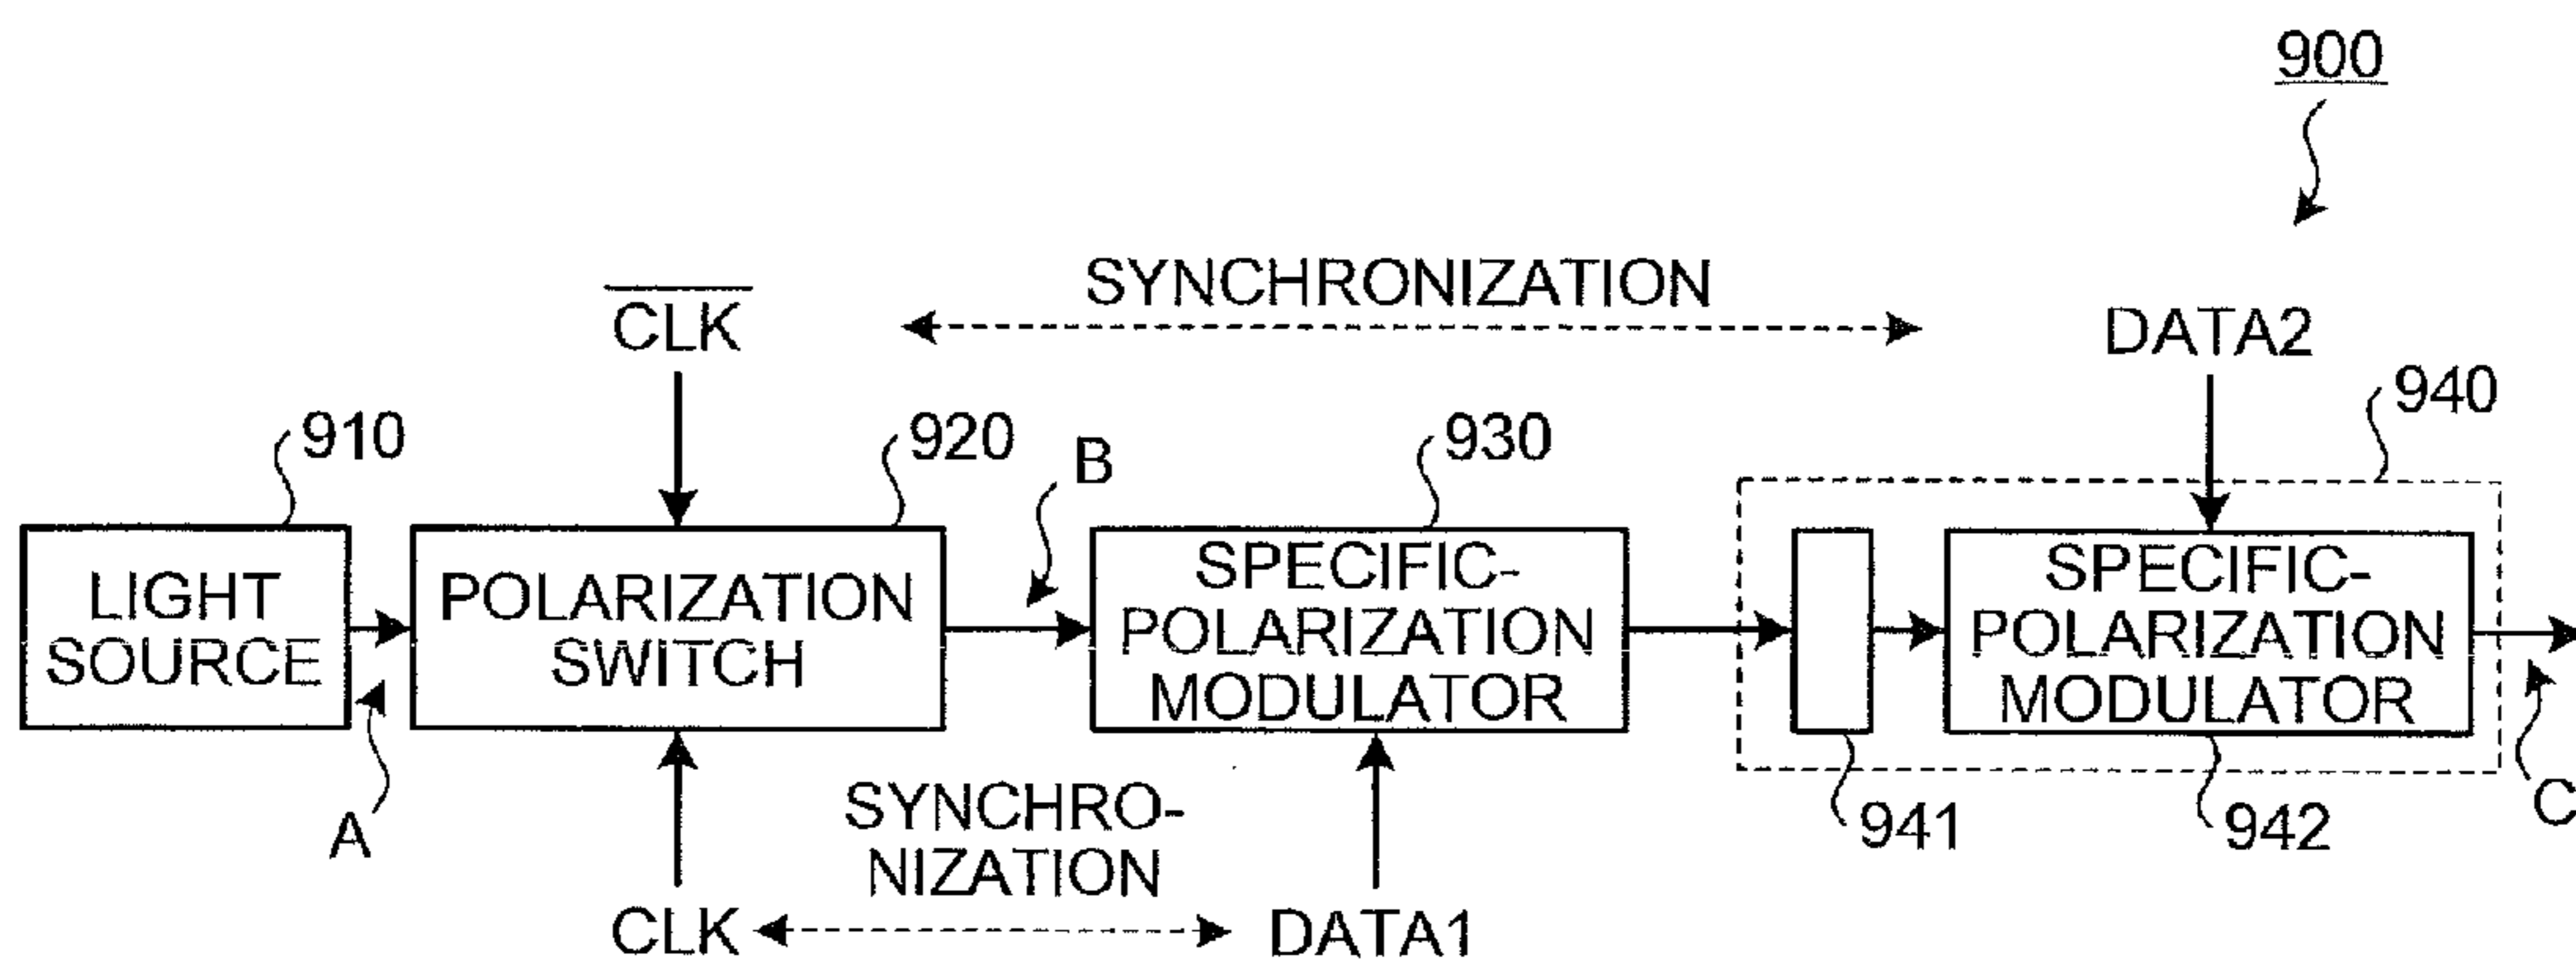 900
SYNCHRONIZATION
CLK
DATA2
910
920
B
930
940
LIGHT
SOURCE
POLARIZATION
SWITCH
SPECIFIC-
POLARIZATION
MODULATOR
SPECIFIC-
POLARIZATION
MODULATOR
A
SYNCHRO-
NIZATION
941
942
C
CLK
DATA1